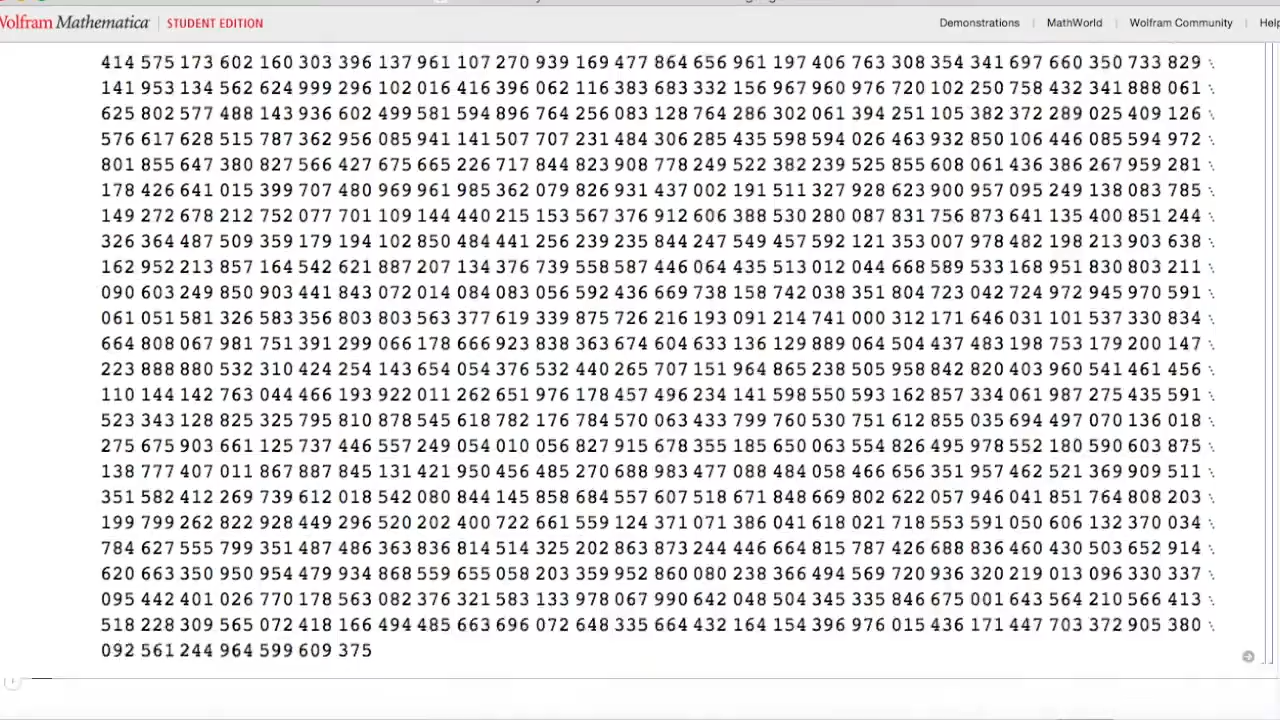 Wolfram Mathematica | STUDENT EDITION Demonstrations | MathWorld | Wolfram Community | Help
414 575 173 602 160 303 396 137 961 107 270 939 169 477 864 656 961 197 406 763 308 354 341 697 660 350 733 829
141 953 134 562 624 999 296 102 016 416 396 062 116 383 683 332 156 967 960 976 720 102 250 758 432 341 888 061
625 802 577 488 143 936 602 499 581 594 896 764 256 083 128 764 286 302 061 394 251 105 382 372 289 025 409 126
576 617 628 515 787 362 956 085 941 141 507 707 231 484 306 285 435 598 594 026 463 932 850 106 446 085 594 972
801 855 647 380 827 566 427 675 665 226 717 844 823 908 778 249 522 382 239 525 855 608 061 436 386 267 959 281
178 426 641 015 399 707 480 969 961 985 362 079 826 931 437 002 191 511 327 928 623 900 957 095 249 138 083 785
149 272 678 212 752 077 701 109 144 440 215 153 567 376 912 606 388 530 280 087 831 756 873 641 135 400 851 244
326 364 487 509 359 179 194 102 850 484 441 256 239 235 844 247 549 457 592 121 353 007 978 482 198 213 903 638
162 952 213 857 164 542 621 887 207 134 376 739 558 587 446 064 435 513 012 044 668 589 533 168 951 830 803 211
090 603 249 850 903 441 843 072 014 084 083 056 592 436 669 738 158 742 038 351 804 723 042 724 972 945 970 591
061 051 581 326 583 356 803 803 563 377 619 339 875 726 216 193 091 214 741 000 312 171 646 031 101 537 330 834
664 808 067 981 751 391 299 066 178 666 923 838 363 674 604 633 136 129 889 064 504 437 483 198 753 179 200 147
223 888 880 532 310 424 254 143 654 054 376 532 440 265 707 151 964 865 238 505 958 842 820 403 960 541 461 456
110 144 142 763 044 466 193 922 011 262 651 976 178 457 496 234 141 598 550 593 162 857 334 061 987 275 435 591
523 343 128 825 325 795 810 878 545 618 782 176 784 570 063 433 799 760 530 751 612 855 035 694 497 070 136 018
275 675 903 661 125 737 446 557 249 054 010 056 827 915 678 355 185 650 063 554 826 495 978 552 180 590 603 875
138 777 407 011 867 887 845 131 421 950 456 485 270 688 983 477 088 484 058 466 656 351 957 462 521 369 909 511
351 582 412 269 739 612 018 542 080 844 145 858 684 557 607 518 671 848 669 802 622 057 946 041 851 764 808 203
199 799 262 822 928 449 296 520 202 400 722 661 559 124 371 071 386 041 618 021 718 553 591 050 606 132 370 034
784 627 555 799 351 487 486 363 836 814 514 325 202 863 873 244 446 664 815 787 426 688 836 460 430 503 652 914
620 663 350 950 954 479 934 868 559 655 058 203 359 952 860 080 238 366 494 569 720 936 320 219 013 096 330 337
095 442 401 026 770 178 563 082 376 321 583 133 978 067 990 642 048 504 345 335 846 675 001 643 564 210 566 413
518 228 309 565 072 418 166 494 485 663 696 072 648 335 664 432 164 154 396 976 015 436 171 447 703 372 905 380
092 561 244 964 599 609 375